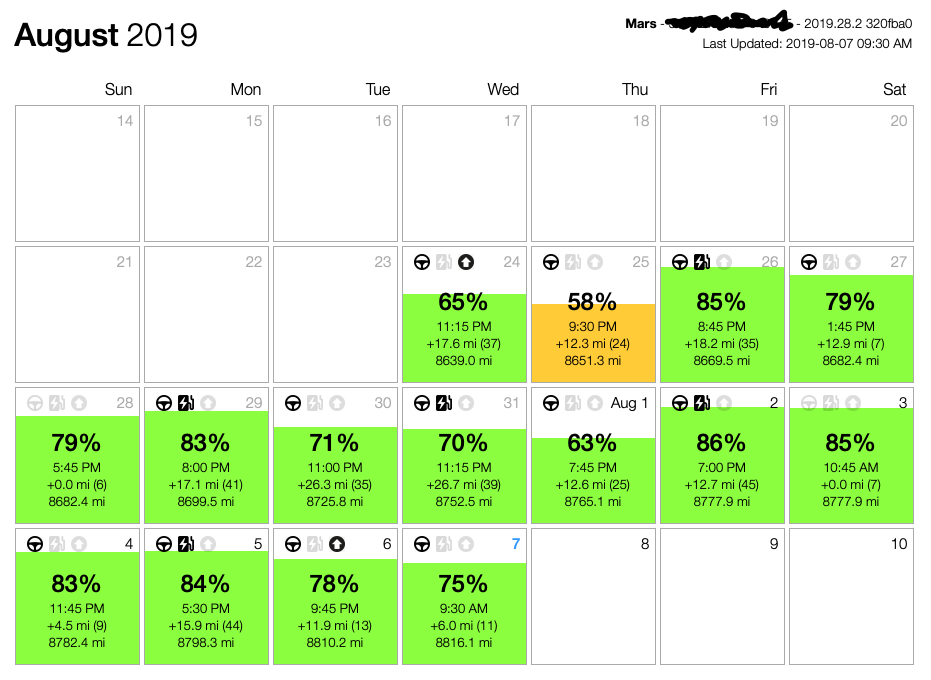 August 2019
Mars - - 2019.28.2 320fba0
Last Updated: 2019-08-07 09:30 AM
Sun Mon Tue Wed Thu Fri Sat
14 15 16 17 18 19 20
21 22 23 24 25 26 27
65% 58% 85% 79%
11:15 PM 9:30 PM 8:45 PM 1:45 PM
+17.6 mi (37) +12.3 mi (24) +18.2 mi (35) +12.9 mi (7)
8639.0 mi 8651.3 mi 8669.5 mi 8682.4 mi
28 29 30 31 Aug 1 2 3
79% 83% 71% 70% 63% 86% 85%
5:45 PM 8:00 PM 11:00 PM 11:15 PM 7:45 PM 7:00 PM 10:45 AM
+0.0 mi (6) +17.1 mi (41) +26.3 mi (35) +26.7 mi (39) +12.6 mi (25) +12.7 mi (45) +0.0 mi (7)
8682.4 mi 8699.5 mi 8725.8 mi 8752.5 mi 8765.1 mi 8777.9 mi 8777.9 mi
4 5 6 7 8 9 10
83% 84% 78% 75%
11:45 PM 5:30 PM 9:45 PM 9:30 AM
+4.5 mi (9) +15.9 mi (44) +11.9 mi (13) +6.0 mi (11)
8782.4 mi 8798.3 mi 8810.2 mi 8816.1 mi